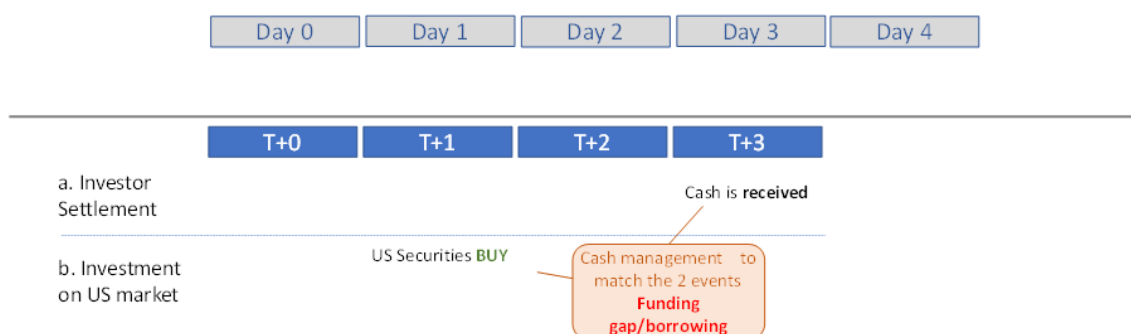 Day 0 Day 1 Day 2 Day 3 Day 4
T+0 T+1 T+2 T+3
a. Investor
Settlement
Cash is received
b. Investment
on US market
US Securities BUY
Cash management to
match the 2 events
Funding
gap/borrowing